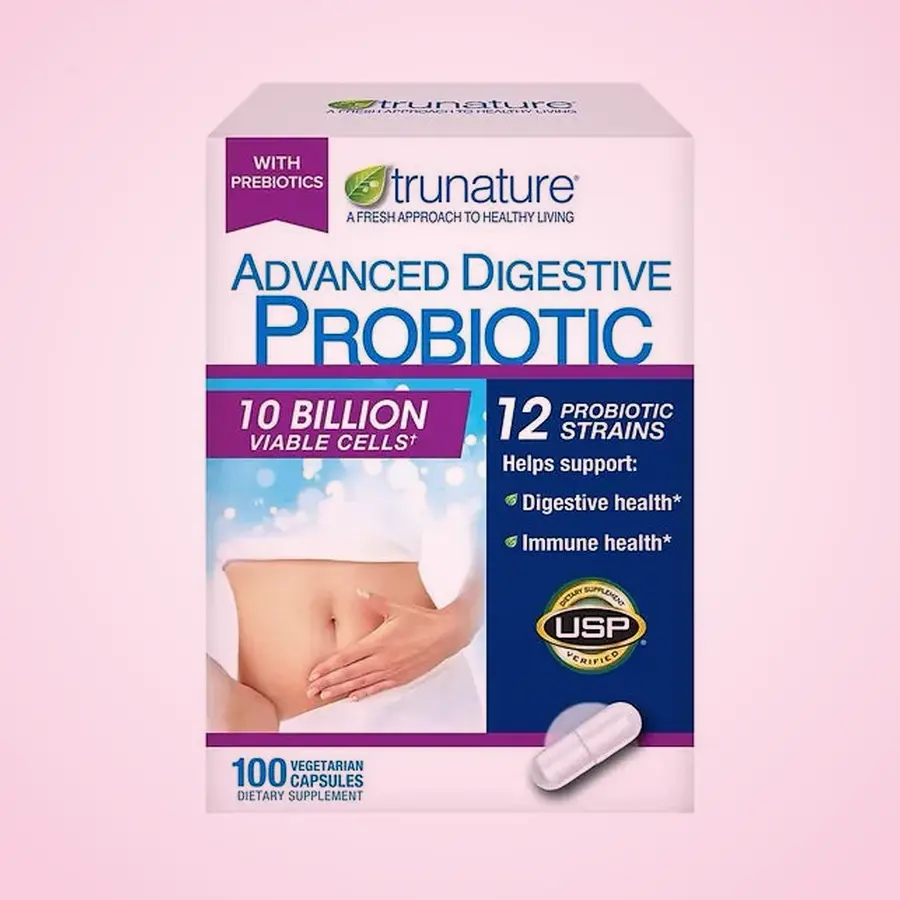 trunature
A FRESH APPROACH TO HEALTHY LIVING
WITH
PREBIOTICS
trunature®
A FRESH APPROACH TO HEALTHY LIVING
ADVANCED DIGESTIVE
PROBIOTIC
10 BILLION
VIABLE CELLS†
12 PROBIOTIC
STRAINS
Helps support:
Digestive health*
Immune health*
DIETARY SUPPLEMENT
USP®
VERIFIED
100 VEGETARIAN
CAPSULES
DIETARY SUPPLEMENT